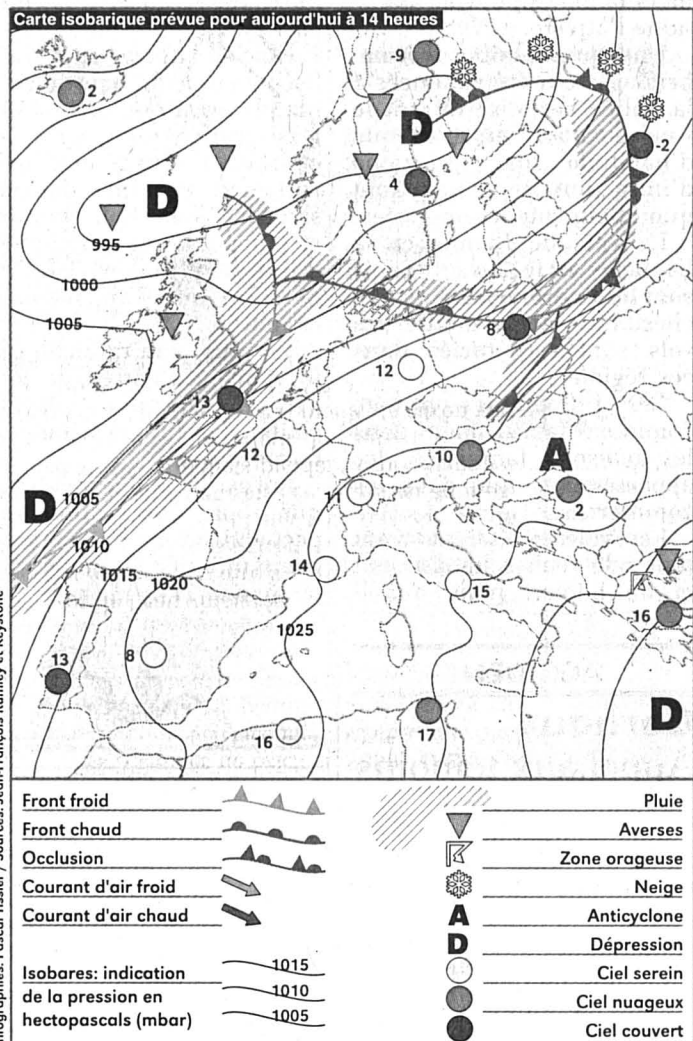 Carte isobarique prévue pour aujourd'hui à 14 heures
-9
2
D
-2
4
D
995
1000
1005
8
12
13
12
10
A
11
2
D
1005
1010
1015
1020
14
15
1025
16
13
8
D
16
17
Front froid
Front chaud
Occlusion
Courant d'air froid
Courant d'air chaud
Isobares: indication
de la pression en
hectopascals (mbar)
1015
1010
1005
Pluie
Averses
Zone orageuse
Neige
A Anticyclone
D Dépression
Ciel serein
Ciel nuageux
Ciel couvert